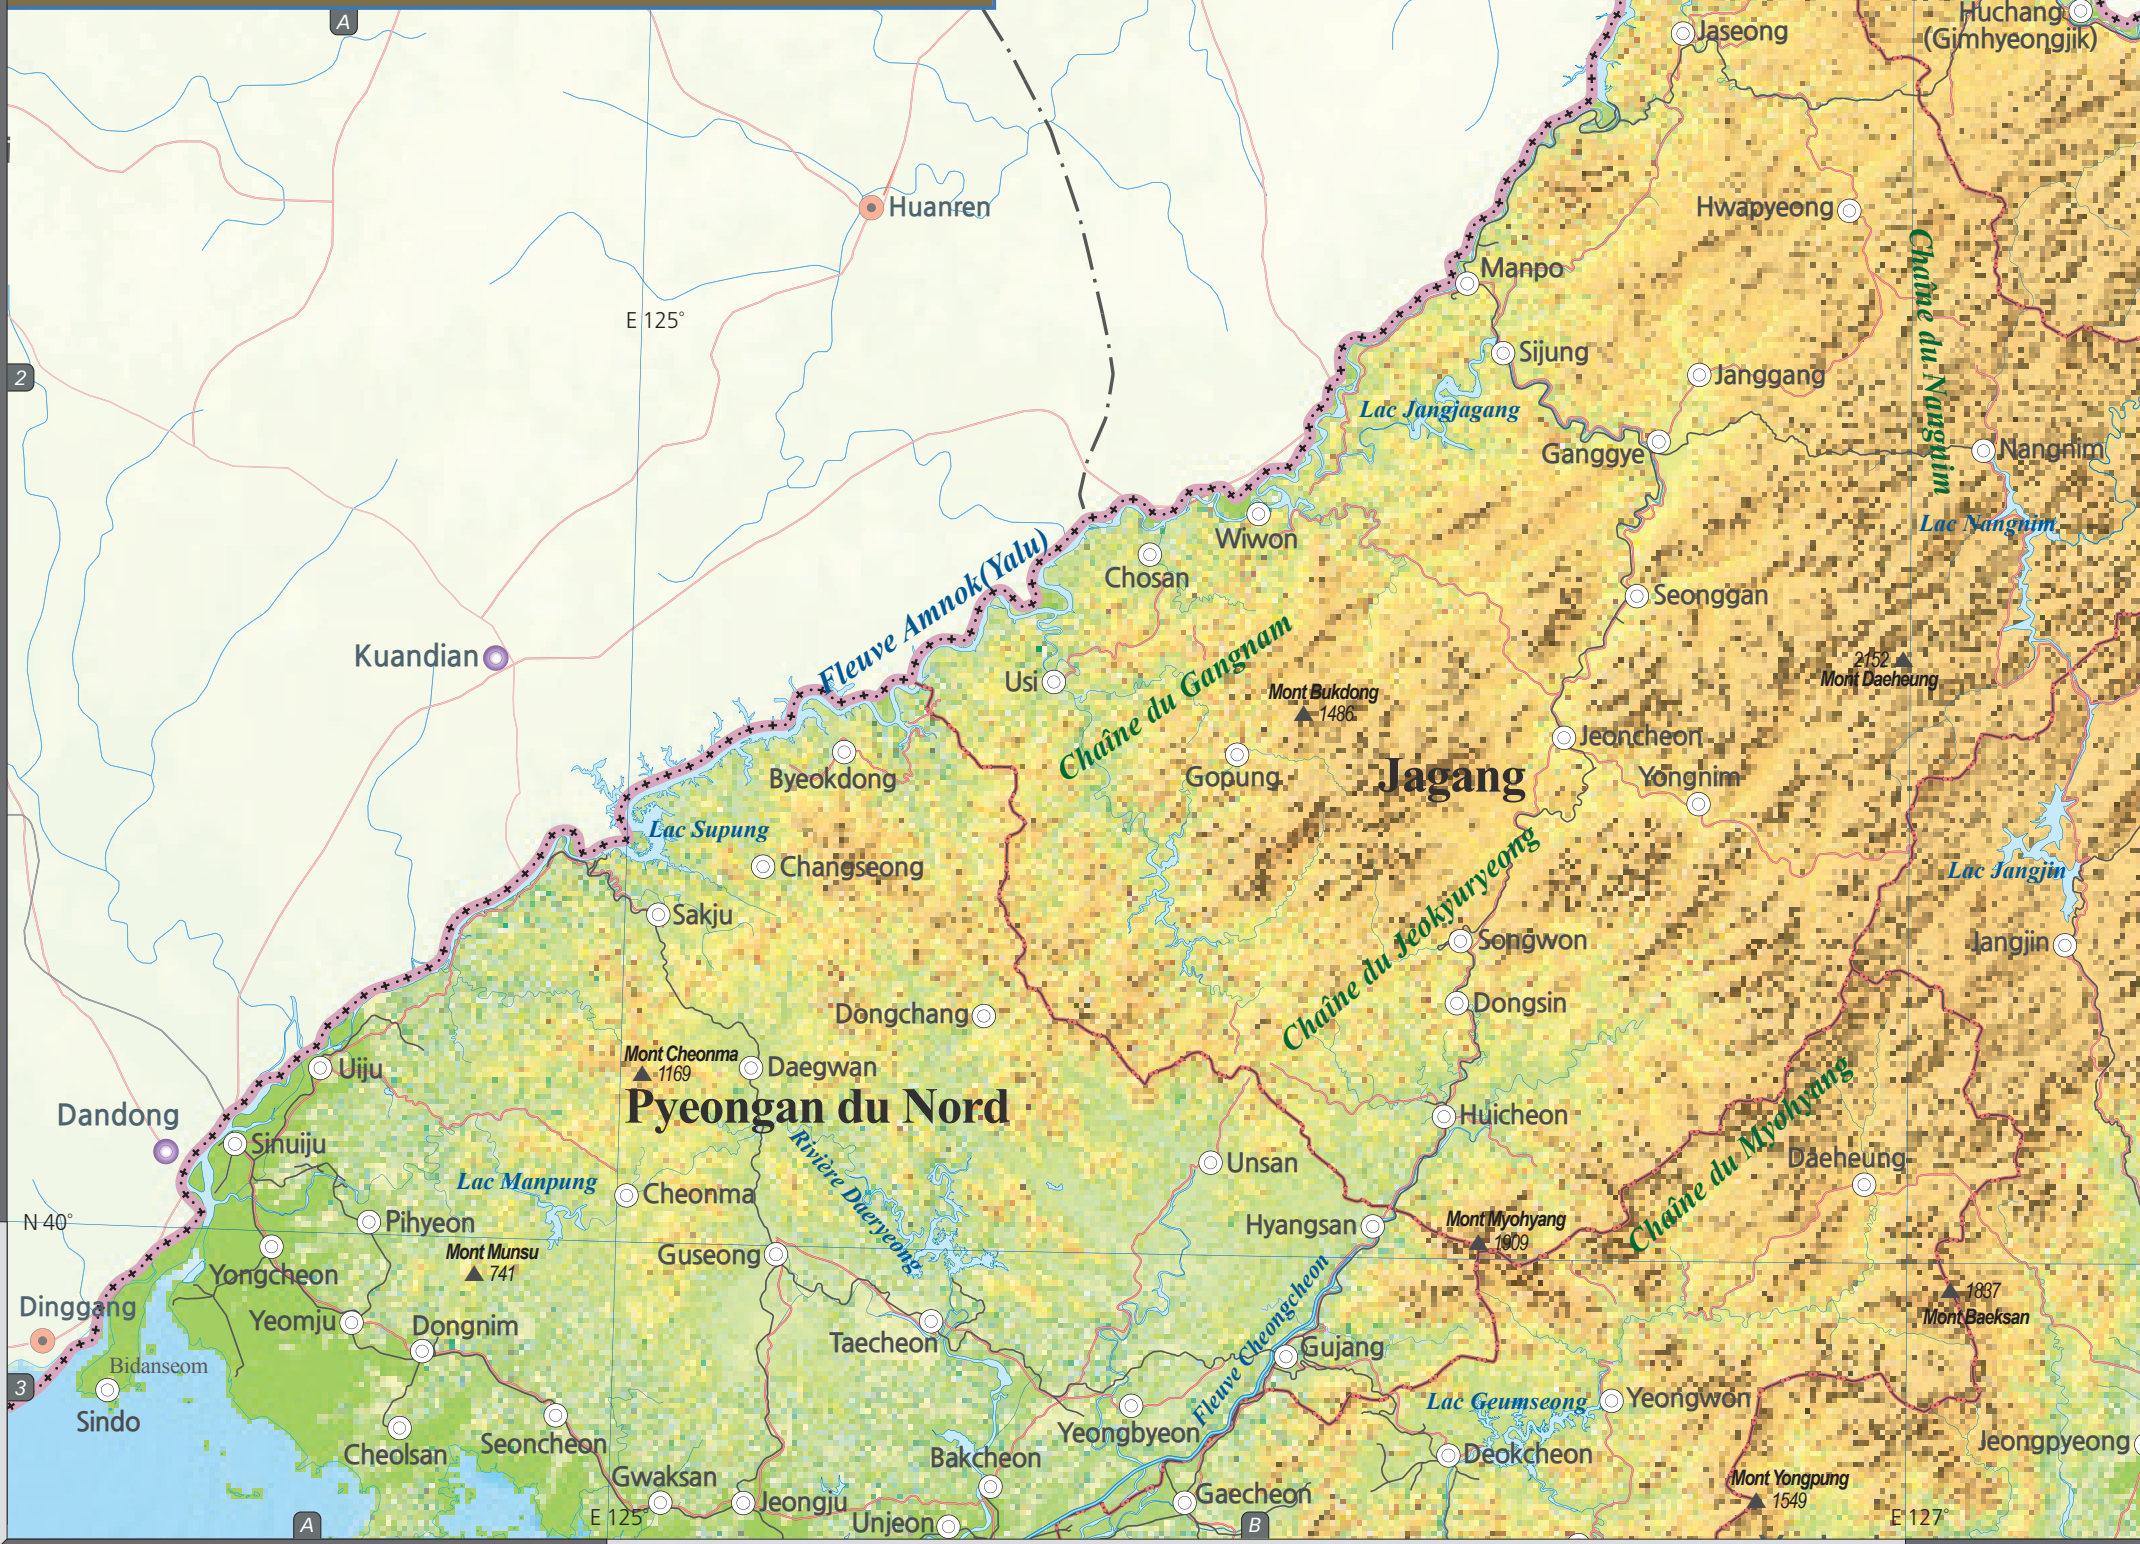 A
Huchang
(Gimhyeongjik)
Jaseong
Huanren
Hwapyeong
Manpo
Chaîne du Nangnim
E 125°
2
Sijung
Janggang
Lac Jangjagang
Ganggye
Nangnim
Lac Nangnim
Wiwon
Chosan
Fleuve Amnok(Yalu)
Seonggan
Kuandian
Usi
Chaîne du Gangnam
2152
Mont Daeheung
Mont Bukdong
1486
Jeoncheon
Byeokdong
Gopung
Jagang
Yongnim
Lac Supung
Changseong
Lac Jangjin
Sakju
Chaîne du Jeokyuryeong
Songwon
Jangjin
Dongchang
Dongsin
Mont Cheonma
1169
Uiju
Daegwan
Pyeongan du Nord
Dandong
Huicheon
Sinuiju
Rivière Daeryeong
Unsan
Chaîne du Myohyang
Daeheung
Lac Manpung
Cheonma
N 40°
Pihyeon
Hyangsan
Mont Myohyang
1909
Mont Munsu
741
Guseong
Yongcheon
1837
Mont Baeksan
Dinggang
Yeomju
Dongnim
Taecheon
Fleuve Cheongcheon
Gujang
Bidanseom
3
Sindo
Lac Geumseong
Yeongwon
Yeongbyeon
Cheolsan
Seoncheon
Bakcheon
Deokcheon
Jeongpyeong
Gwaksan
Mont Yongpung
1549
Jeongju
Gaecheon
E 125°
Unjeon
A
B
E 127°